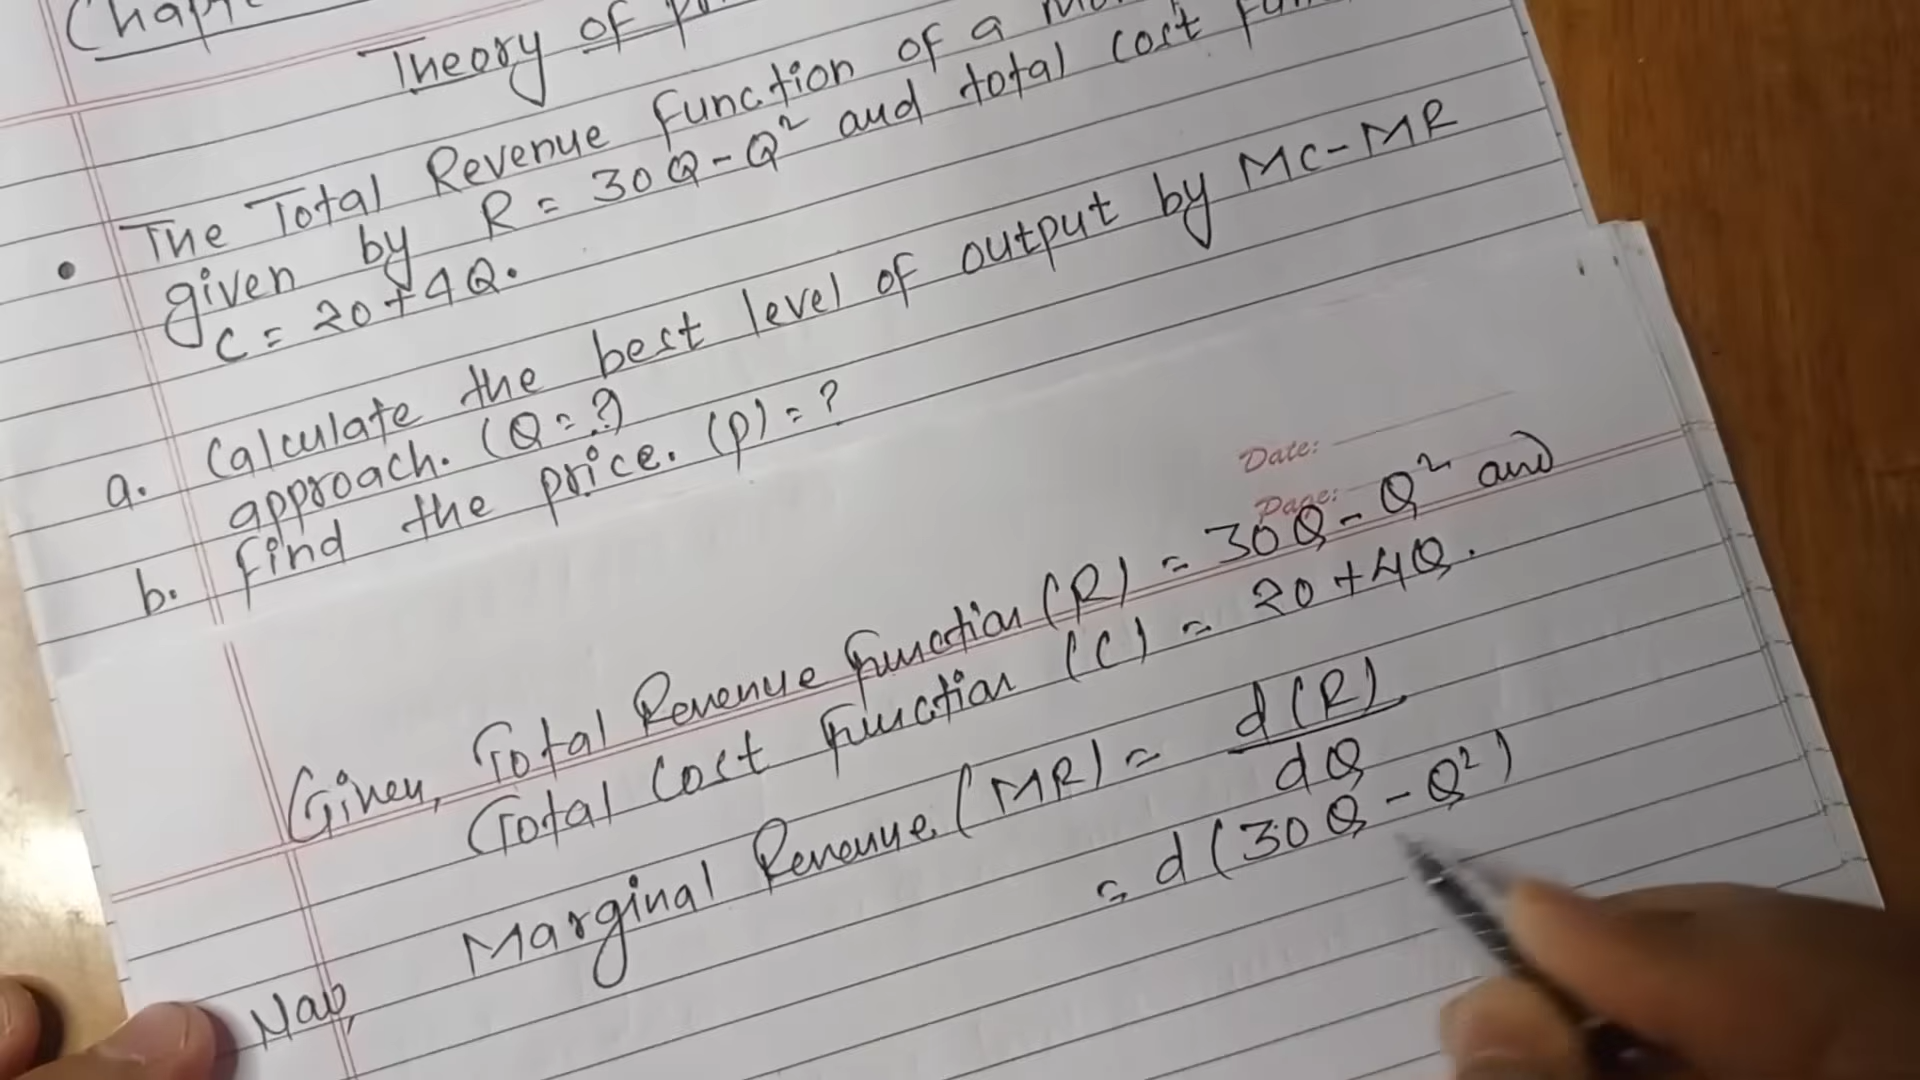 Theory of
• The Total Revenue function of a
given by R = 30Q - Q² and total cost
C = 20 + 4Q.
a. Calculate the best level of output by MC-MR
approach. (Q = ?)
b. find the price. (P) = ?
Date:
Page:
Given, Total Revenue function (R) = 30Q - Q² and
Total Cost function (C) = 20 + 4Q.
Now, Marginal Revenue (MR) = d(R)
dQ
= d(30Q - Q²)